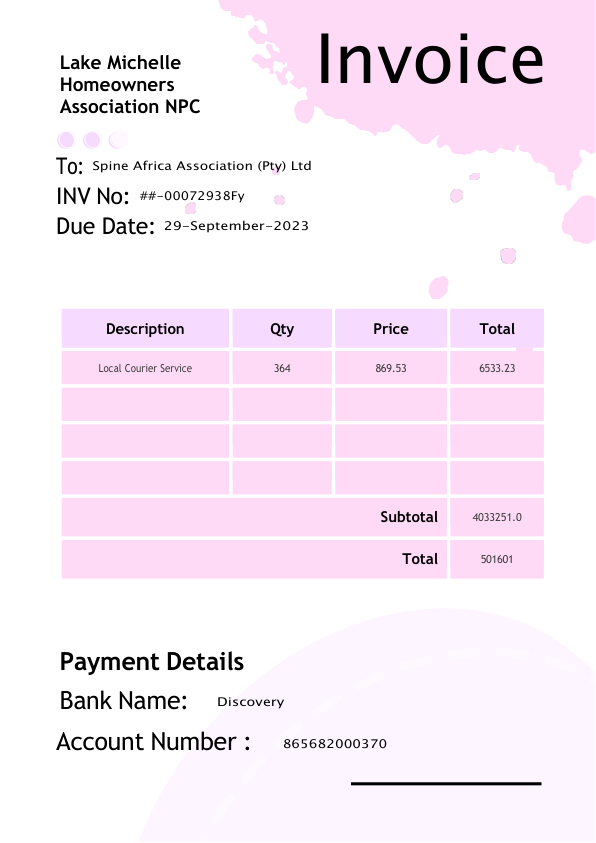 Invoice
Lake Michelle
Homeowners
Association NPC
To: Spine Africa Association (Pty) Ltd
INV No: ##-00072938Fy
Due Date: 29-September-2023
Description Qty Price Total
Local Courier Service 364 869.53 6533.23
Subtotal 4033251.0
Total 501601
Payment Details
Bank Name: Discovery
Account Number : 865682000370